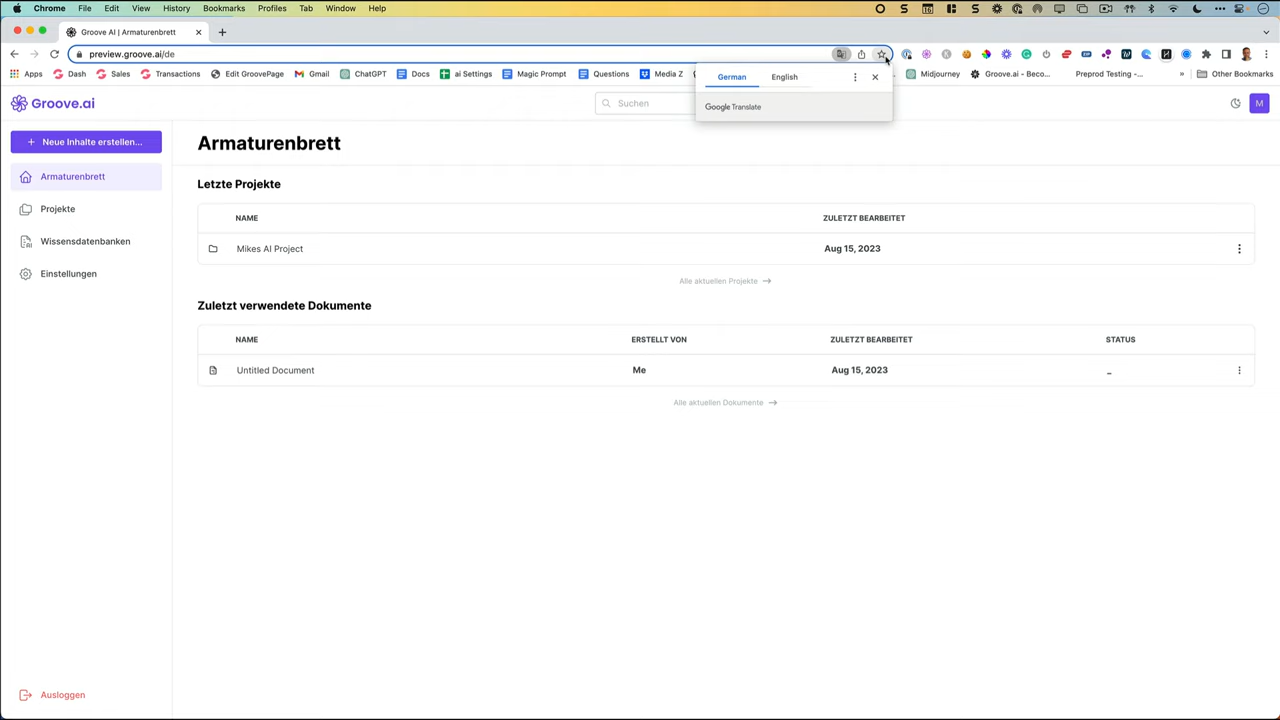 Chrome File Edit View History Bookmarks Profiles Tab Window Help
Groove AI | Armaturenbrett
preview.groove.ai/de
Apps Dash Sales Transactions Edit GroovePage Gmail ChatGPT Docs ai Settings Magic Prompt Questions Media Z Midjourney Groove.ai - Beco... Preprod Testing -... » Other Bookmarks
German English
Google Translate
Groove.ai
Suchen
M
+ Neue Inhalte erstellen...
Armaturenbrett
Projekte
Wissensdatenbanken
Einstellungen
Ausloggen
Armaturenbrett
Letzte Projekte
NAME ZULETZT BEARBEITET
Mikes AI Project Aug 15, 2023
Alle aktuellen Projekte →
Zuletzt verwendete Dokumente
NAME ERSTELLT VON ZULETZT BEARBEITET STATUS
Untitled Document Me Aug 15, 2023 _
Alle aktuellen Dokumente →